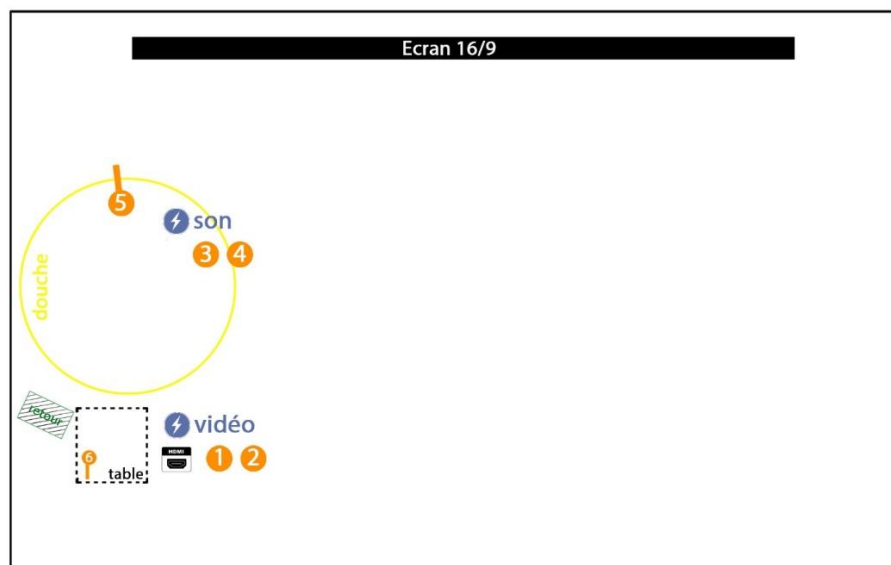 Ecran 16/9
5
son
3 4
douche
retour
vidéo
HDMI
1 2
6
table